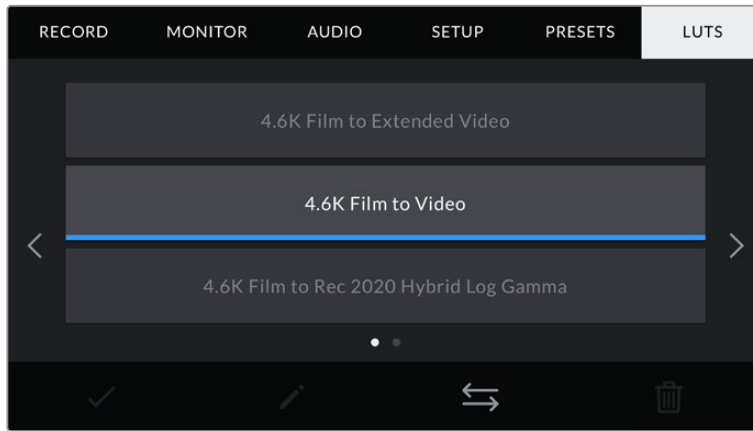 RECORD MONITOR AUDIO SETUP PRESETS LUTS
4.6K Film to Extended Video
4.6K Film to Video
4.6K Film to Rec 2020 Hybrid Log Gamma